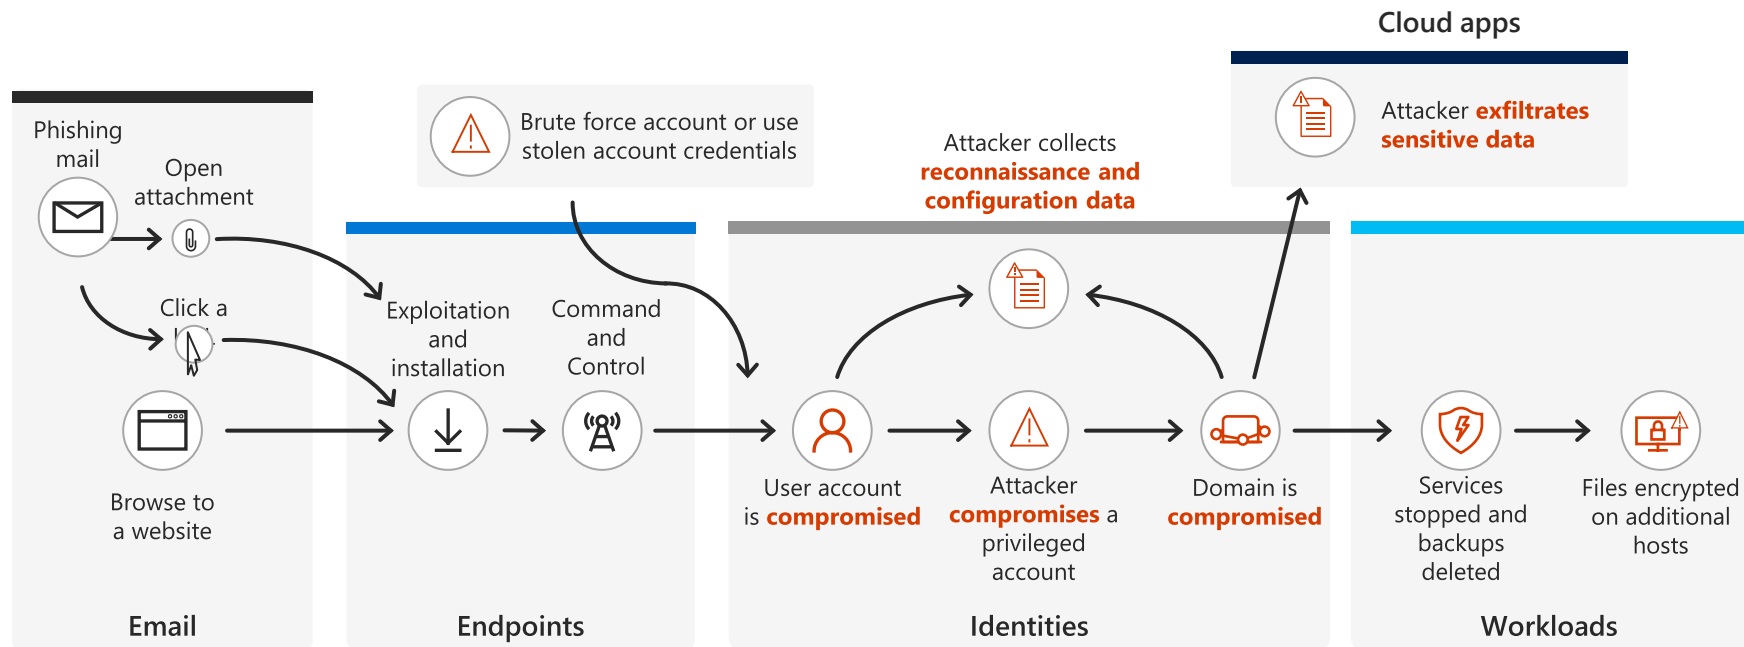 Cloud apps
Phishing
mail
Open
attachment
Click a
Browse to
a website
Email
Brute force account or use
stolen account credentials
Exploitation
and
installation
Command
and
Control
Endpoints
Attacker collects
reconnaissance and
configuration data
User account
is compromised
Attacker
compromises a
privileged
account
Domain is
compromised
Identities
Attacker exfiltrates
sensitive data
Services
stopped and
backups
deleted
Files encrypted
on additional
hosts
Workloads